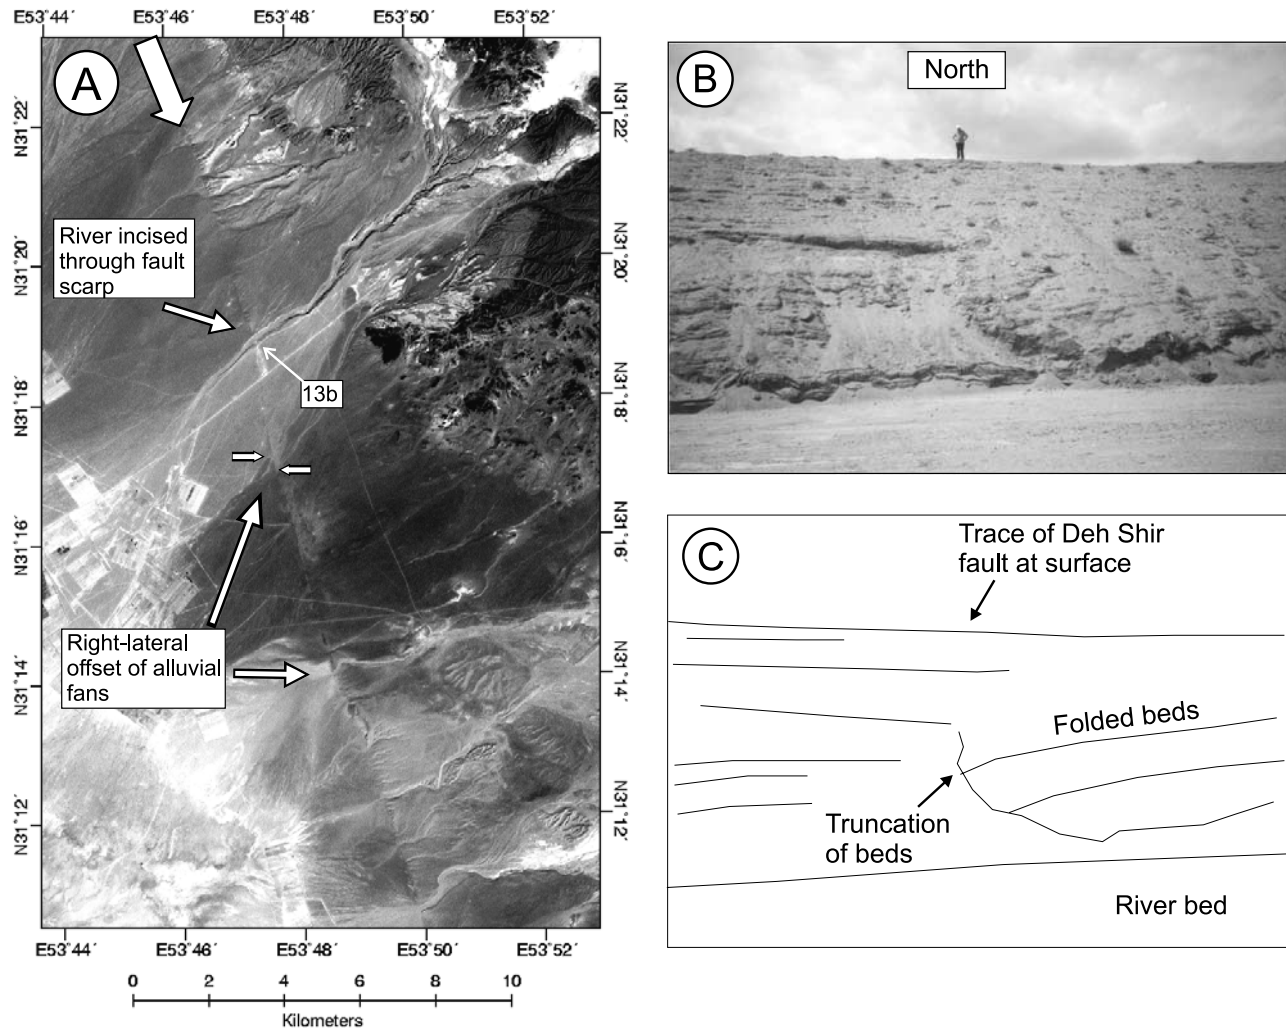 E53°44′ E53°46′ E53°48′ E53°50′ E53°52′
A
N31°22′
N31°20′
N31°18′
N31°16′
N31°14′
N31°12′
N31°22′
N31°20′
N31°18′
N31°16′
N31°14′
N31°12′
River incised
through fault
scarp
13b
Right-lateral
offset of alluvial
fans
E53°44′ E53°46′ E53°48′ E53°50′ E53°52′
0 2 4 6 8 10
Kilometers
B
North
C
Trace of Deh Shir
fault at surface
Folded beds
Truncation
of beds
River bed